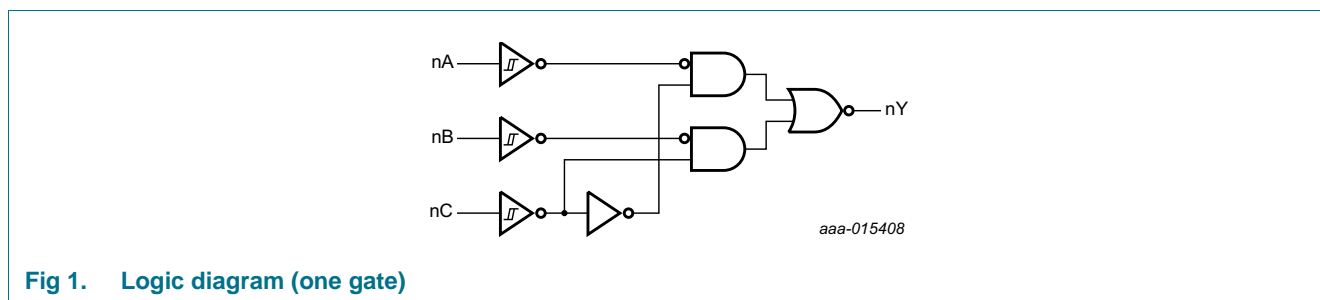 nA
nB
nC
nY
aaa-015408
Fig 1. Logic diagram (one gate)